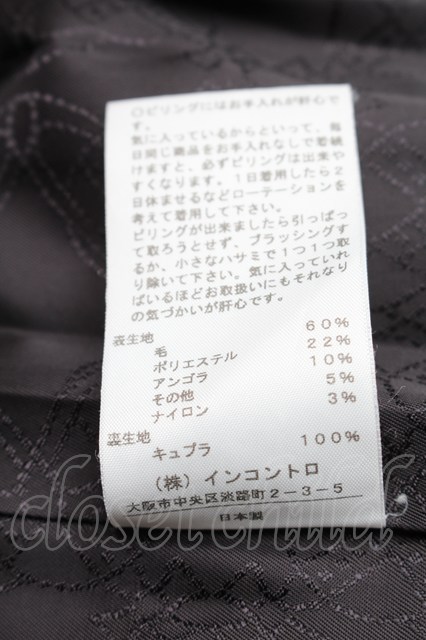 ○ピリングにはお手入れが肝心で
す。
気に入っているからといって、毎
日同じ商品をお手入れなしで着続
けますと、必ずピリングは出来や
すくなります。1日着用したら2
日休ませるなどローテーションを
考えて着用して下さい。
ピリングが出来ましたら引っぱっ
て取ろうとせず、ブラッシングす
るか、小さなハサミで1つ1つ取
り除いて下さい。気に入っていれ
ばいるほどお取扱いにもそれなり
の気づかいが肝心です。
表生地
毛 60%
ポリエステル 22%
アンゴラ 10%
その他 5%
ナイロン 3%
裏生地
キュプラ 100%
(株)インコントロ
大阪市中央区淡路町2-3-5
日本製
closet child